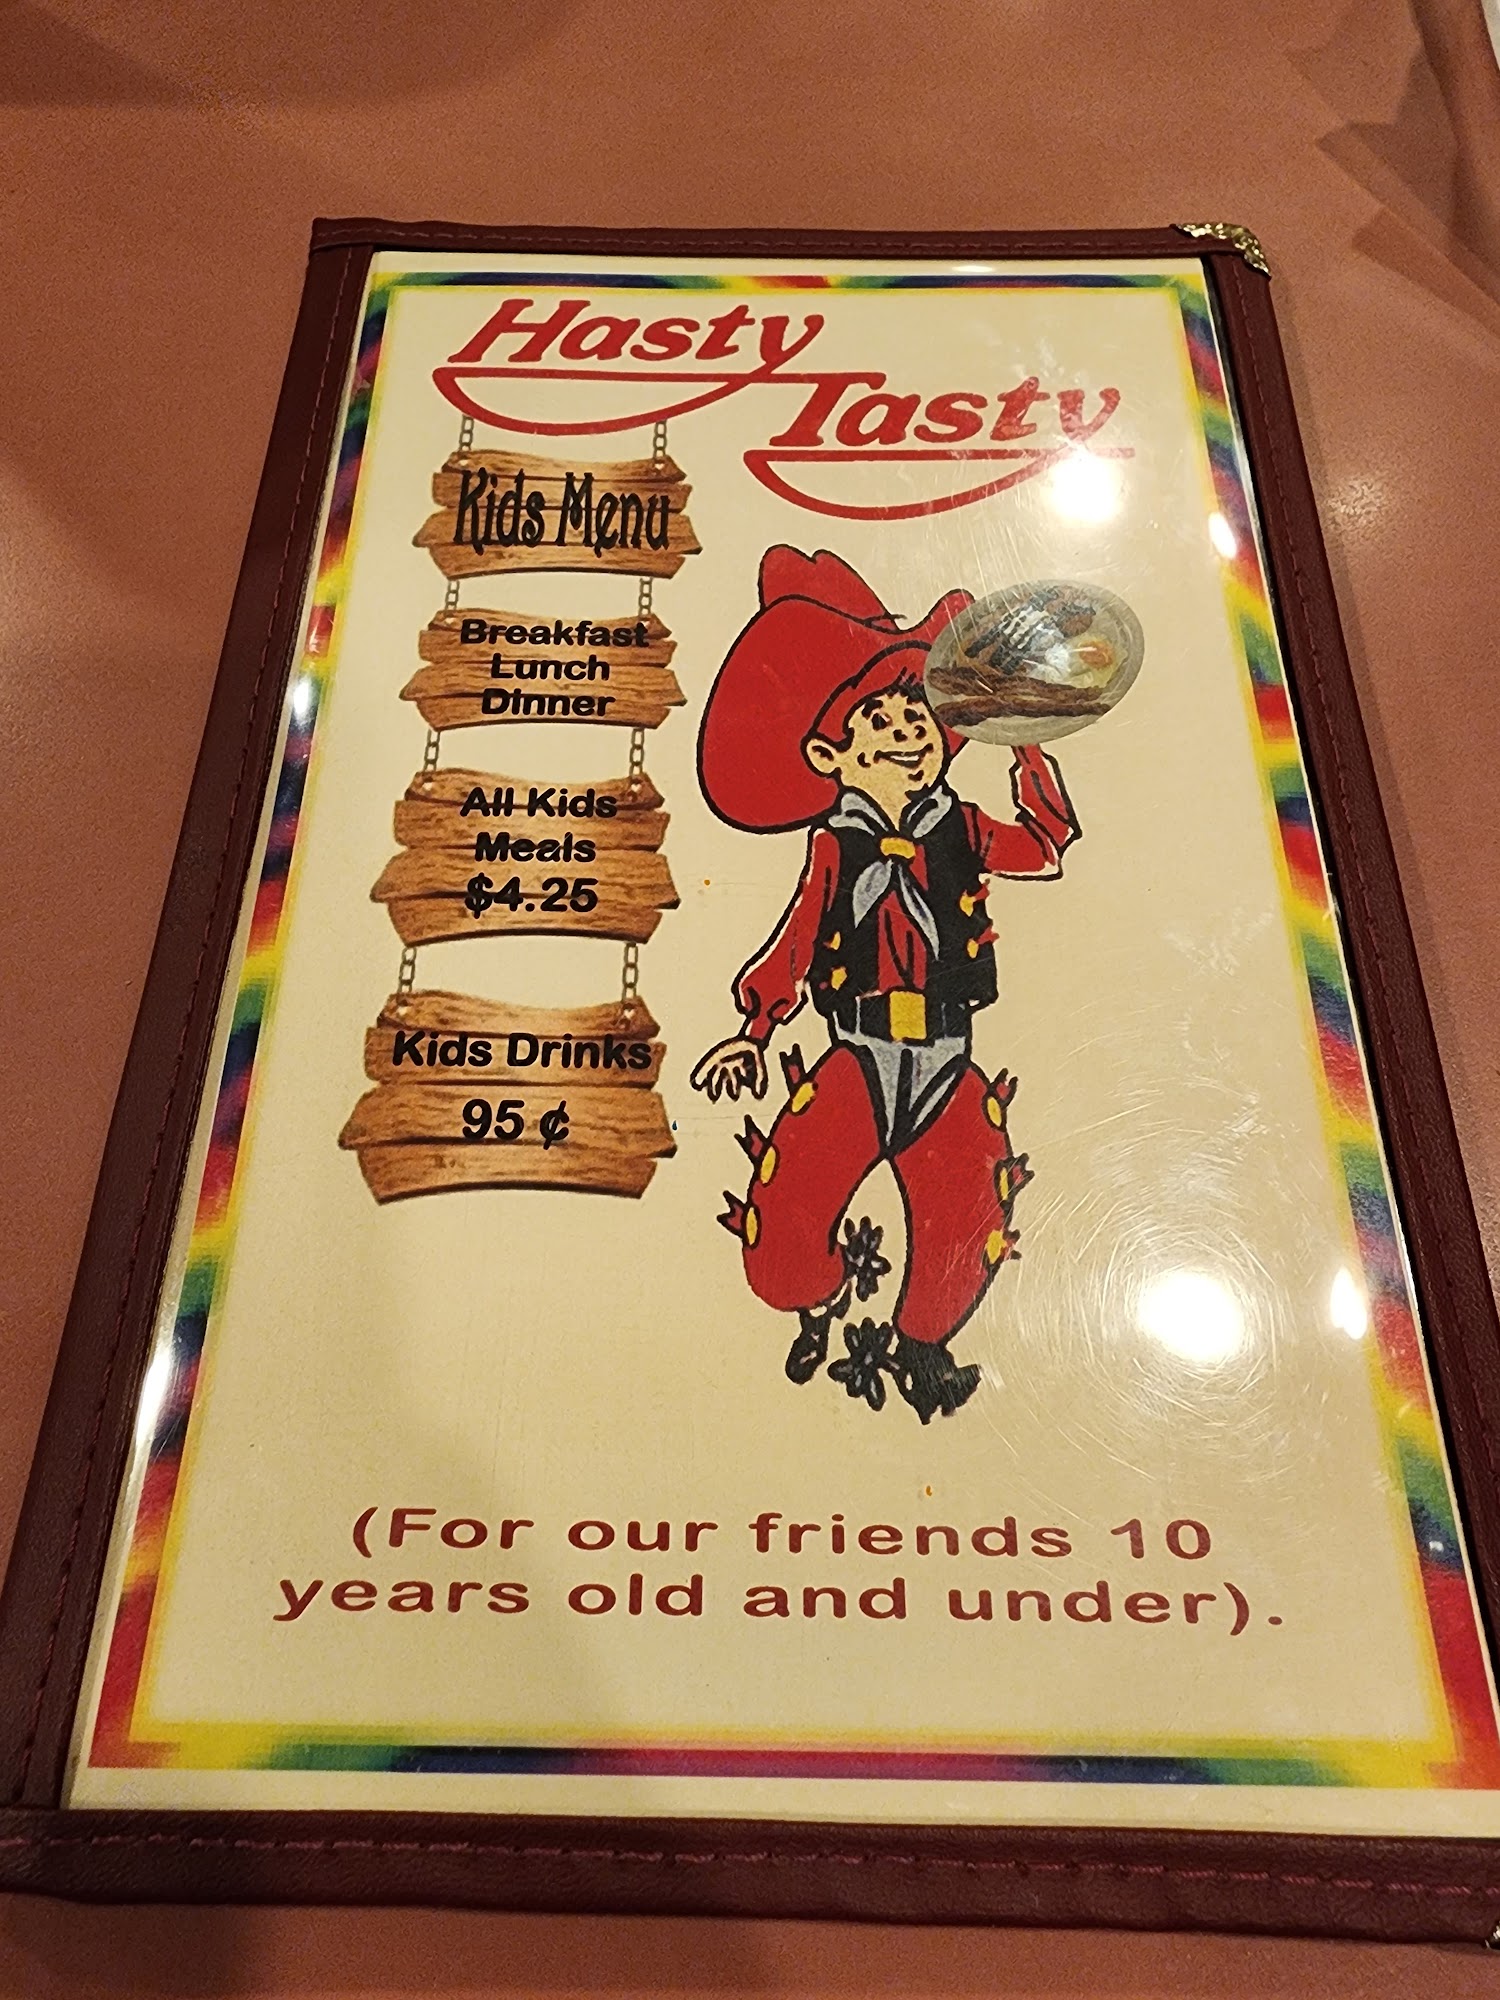 Hasty
Tasty
Kids Menu
Breakfast
Lunch
Dinner
All Kids
Meals
$4.25
Kids Drinks
95 ¢
(For our friends 10
years old and under).